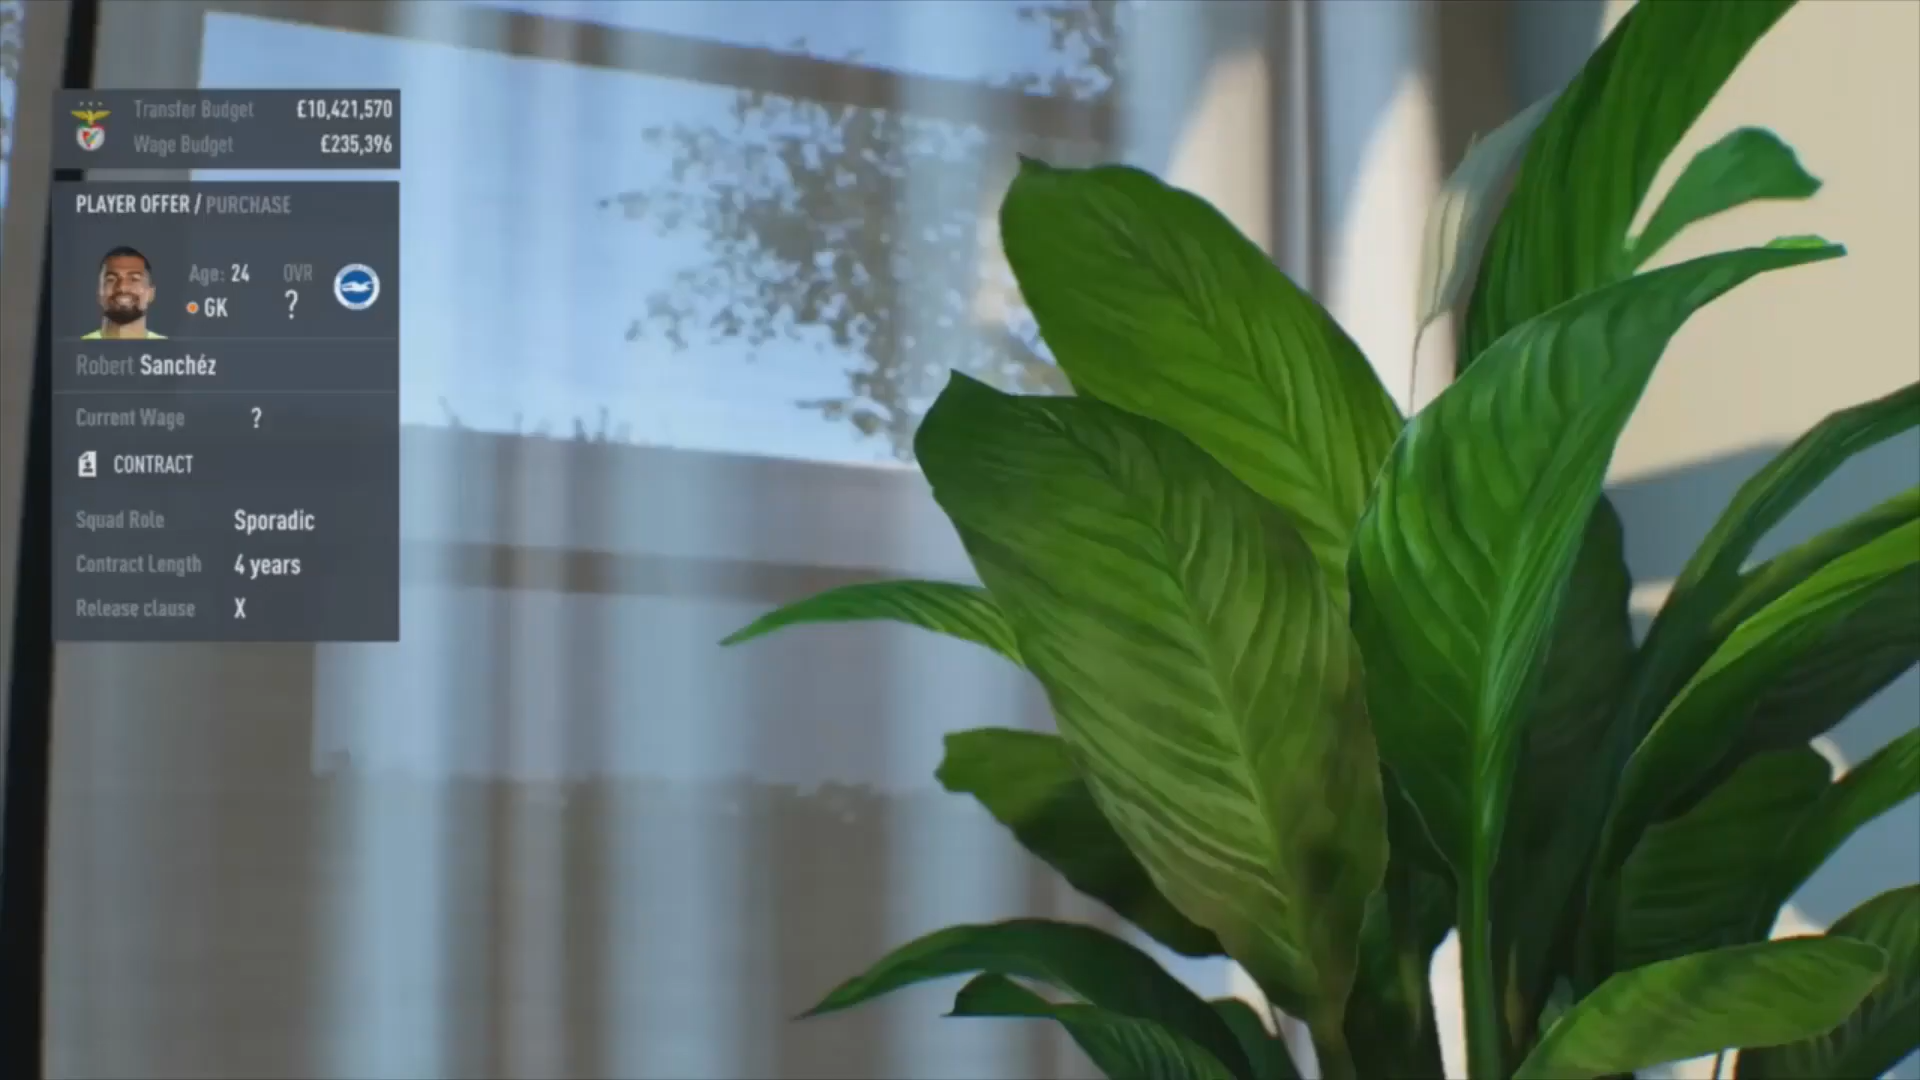 Transfer Budget £10,421,570
Wage Budget £235,396
PLAYER OFFER / PURCHASE
Age: 24 OVR
GK ?
Robert Sanchéz
Current Wage ?
CONTRACT
Squad Role Sporadic
Contract Length 4 years
Release clause X